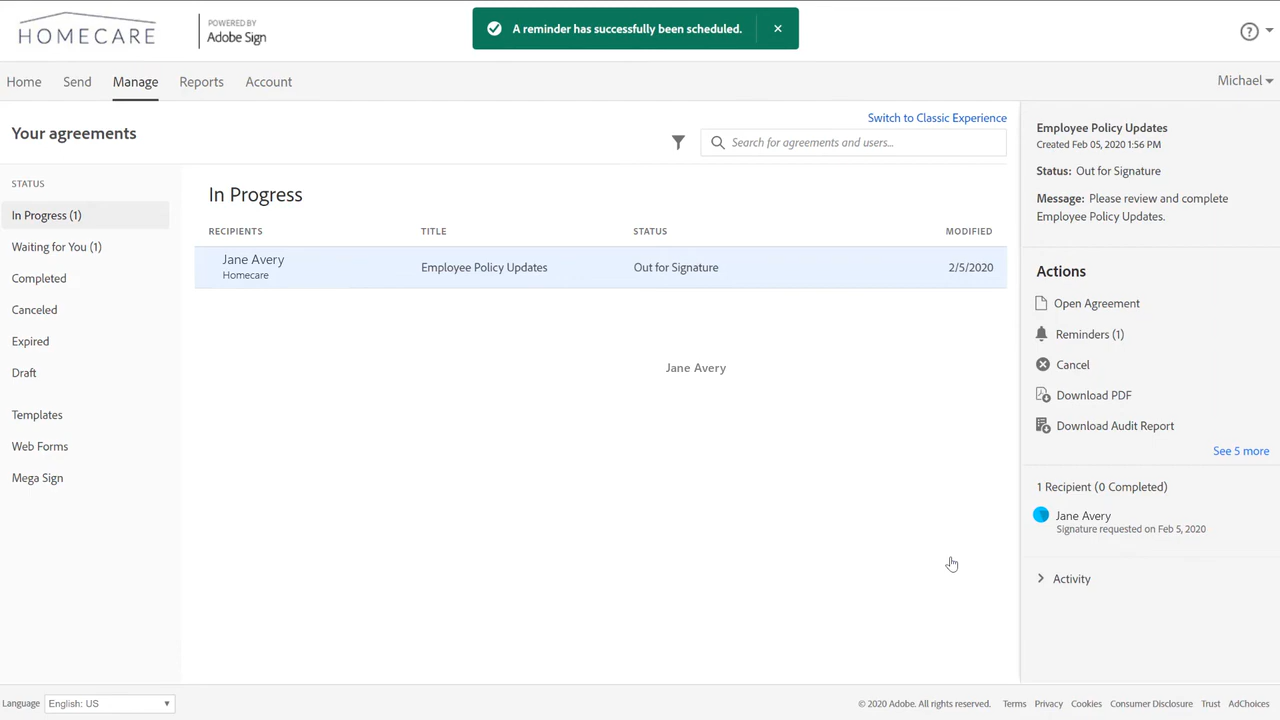 HOMECARE
POWERED BY
Adobe Sign
A reminder has successfully been scheduled.
Home Send Manage Reports Account
Michael
Your agreements
Switch to Classic Experience
Search for agreements and users...
STATUS
In Progress (1)
Waiting for You (1)
Completed
Canceled
Expired
Draft
Templates
Web Forms
Mega Sign
In Progress
RECIPIENTS TITLE STATUS MODIFIED
Jane Avery
Homecare
Employee Policy Updates Out for Signature 2/5/2020
Jane Avery
Employee Policy Updates
Created Feb 05, 2020 1:56 PM
Status: Out for Signature
Message: Please review and complete
Employee Policy Updates.
Actions
Open Agreement
Reminders (1)
Cancel
Download PDF
Download Audit Report
See 5 more
1 Recipient (0 Completed)
Jane Avery
Signature requested on Feb 5, 2020
Activity
Language English: US
© 2020 Adobe. All rights reserved. Terms Privacy Cookies Consumer Disclosure Trust AdChoices